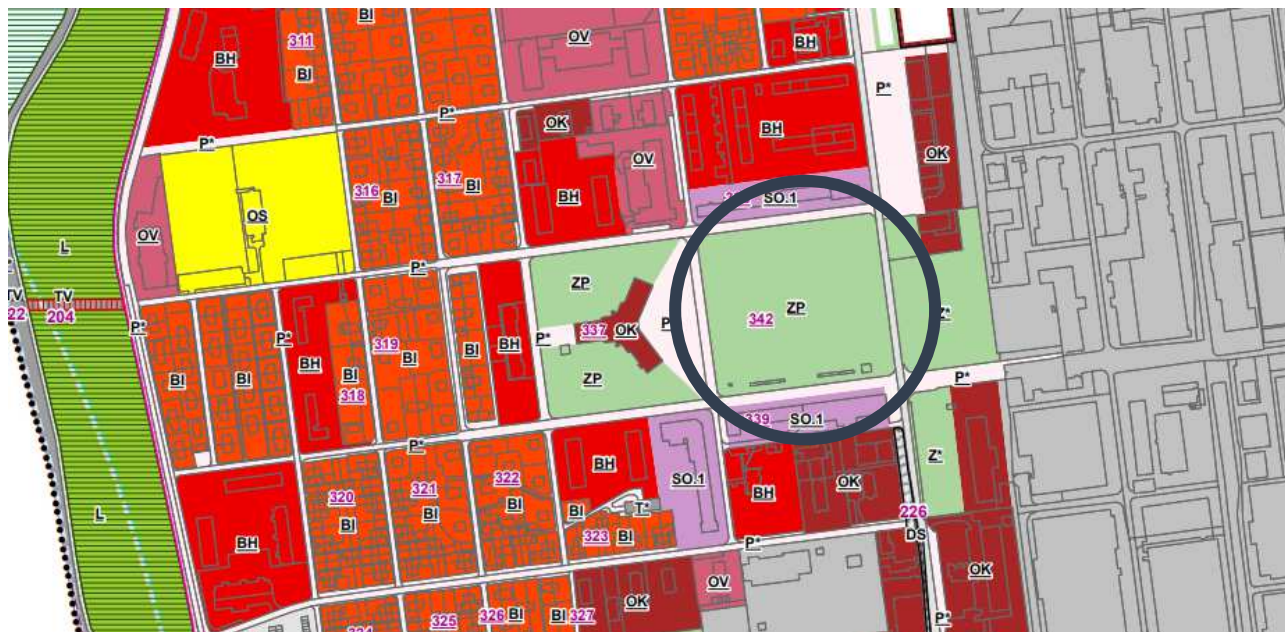 BI
OV
311
BH
BI
BH
P*
P*
OK
BH
OK
P*
316
BI
317
BI
OV
BH
OS
SO.1
OV
L
P*
ZP
TV
TV
22
204
P*
P*
319
P*
337
OK
342
ZP
Z*
BI
BI
BH
BI
318
BI
BI
BH
ZP
P*
339
SO.1
P*
322
BH
SO.1
Z*
L
320
321
BI
BI
BI
BI
T*
BH
OK
323
BI
226
BH
P*
DS
OV
OK
325
326
BI
BI
327
OK
P*